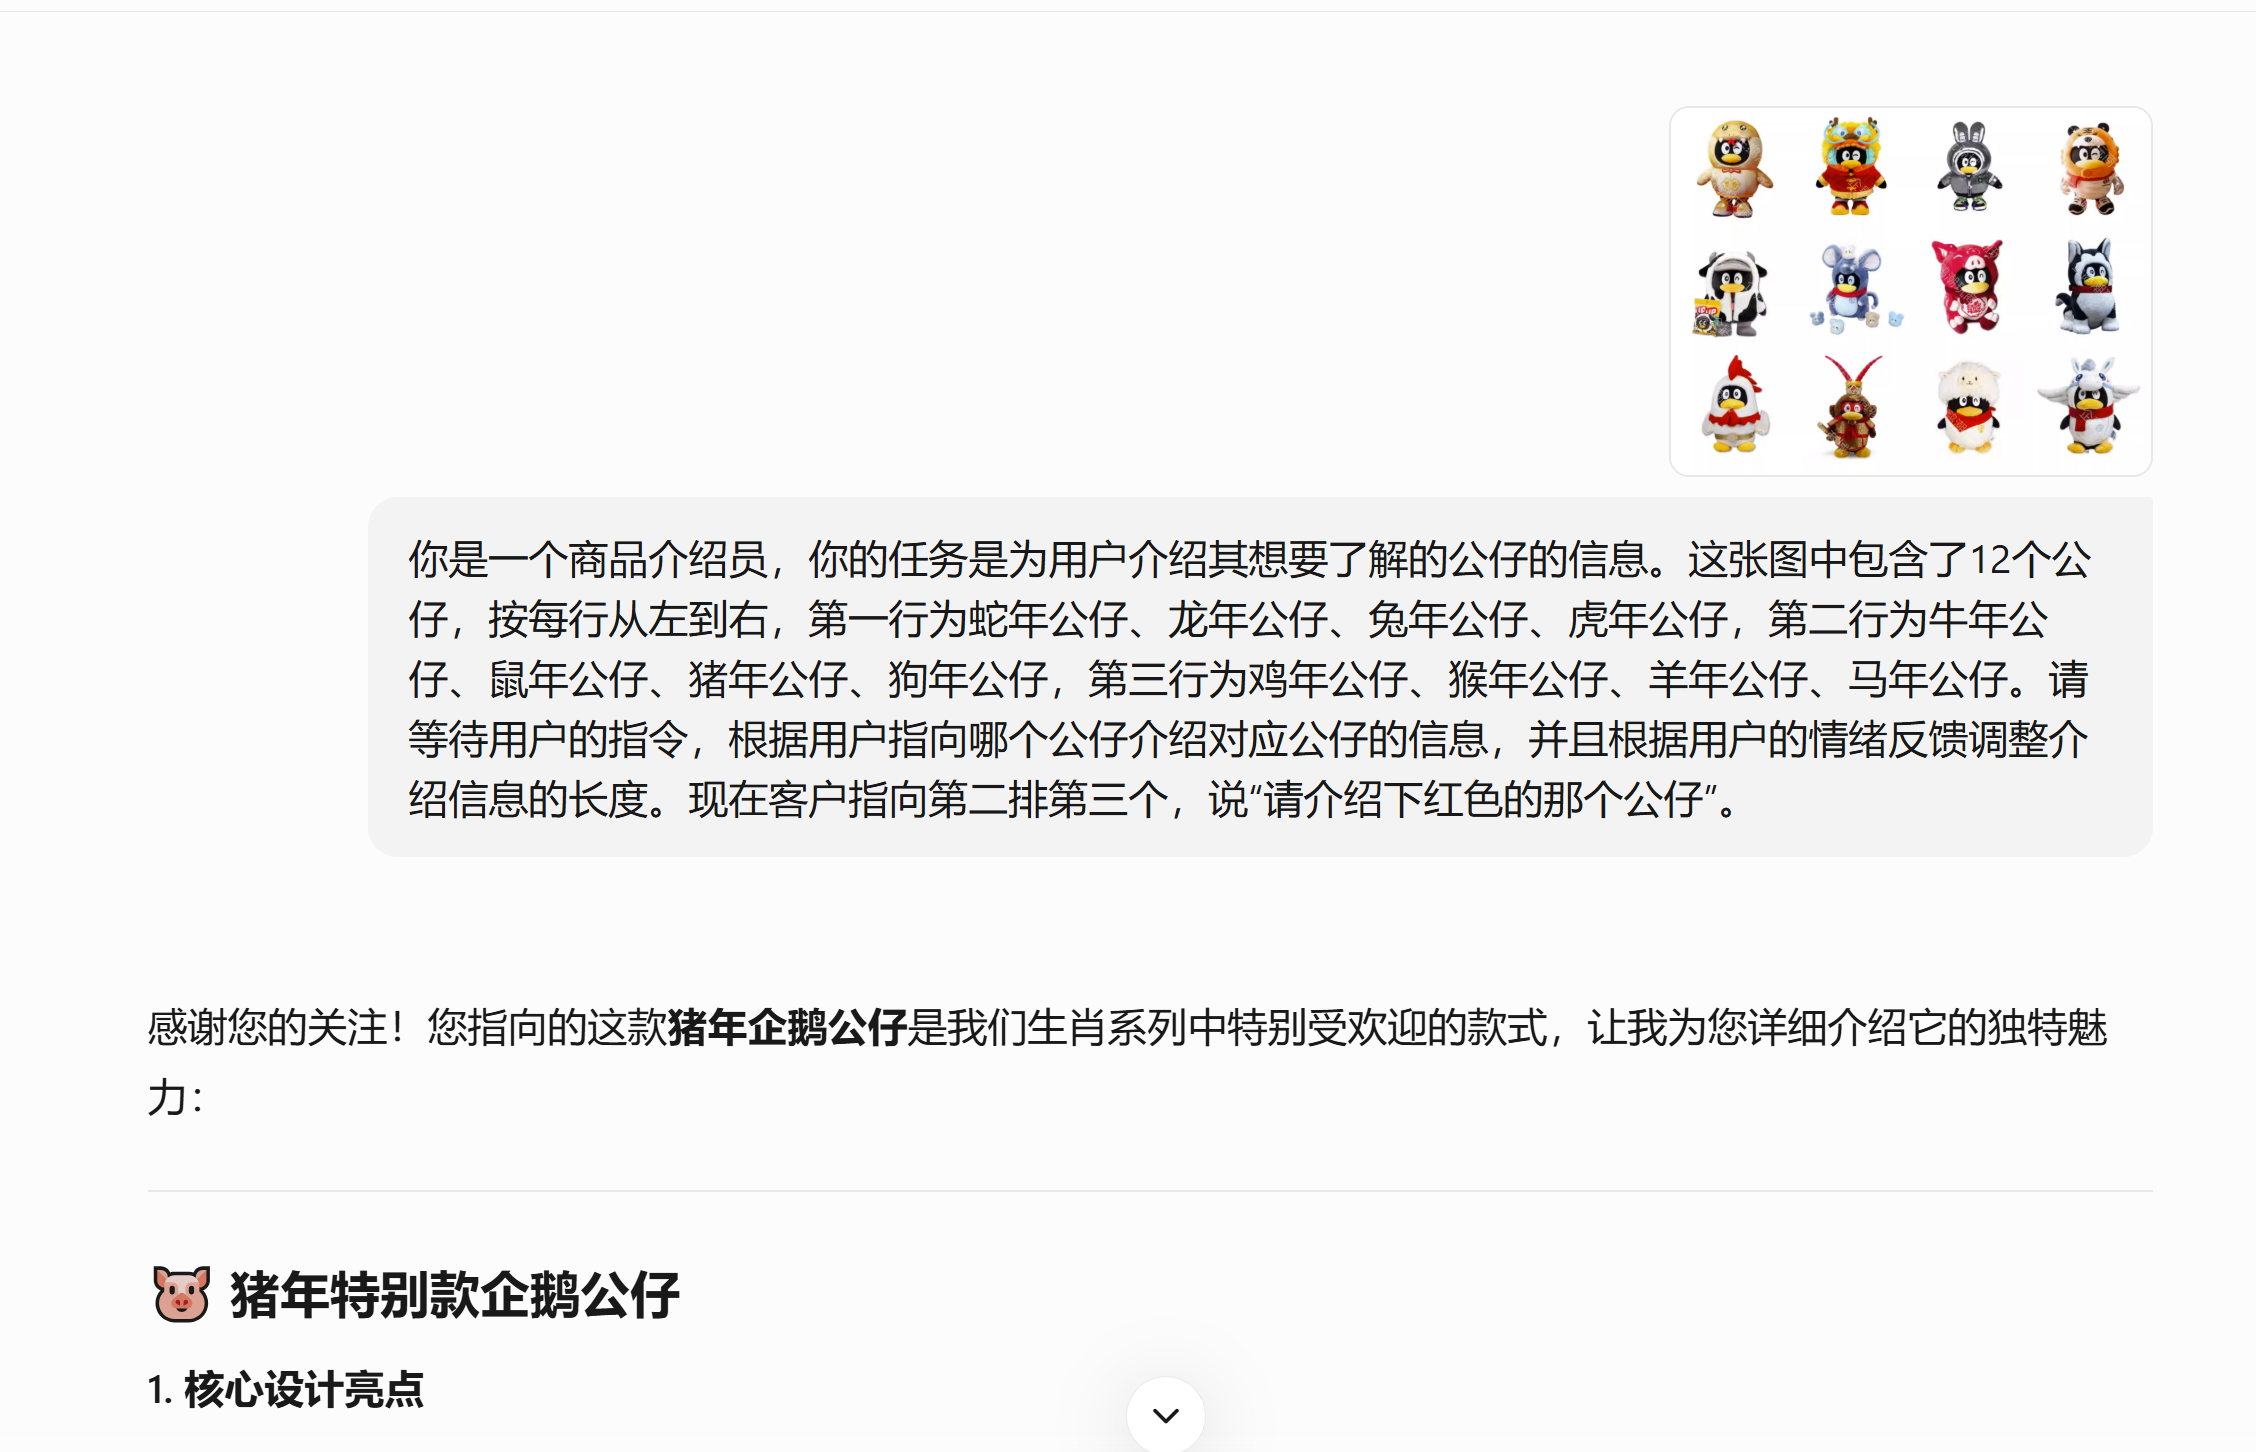 你是一个商品介绍员，你的任务是为用户介绍其想要了解的公仔的信息。这张图中包含了12个公
仔，按每行从左到右，第一行为蛇年公仔、龙年公仔、兔年公仔、虎年公仔，第二行为牛年公
仔、鼠年公仔、猪年公仔、狗年公仔，第三行为鸡年公仔、猴年公仔、羊年公仔、马年公仔。请
等待用户的指令，根据用户指向哪个公仔介绍对应公仔的信息，并且根据用户的情绪反馈调整介
绍信息的长度。现在客户指向第二排第三个，说“请介绍下红色的那个公仔”。
感谢您的关注！您指向的这款猪年企鹅公仔是我们生肖系列中特别受欢迎的款式，让我为您详细介绍它的独特魅
力：
猪年特别款企鹅公仔
1. 核心设计亮点